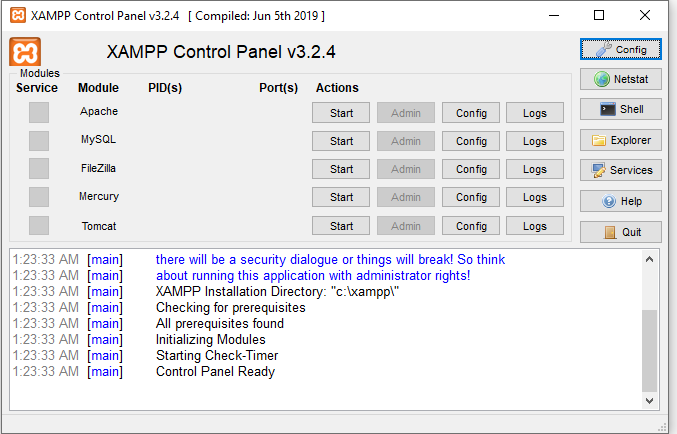 XAMPP Control Panel v3.2.4 [ Compiled: Jun 5th 2019 ]
XAMPP Control Panel v3.2.4
Config
Netstat
Shell
Explorer
Services
Help
Quit
Modules
Service Module PID(s) Port(s) Actions
Apache Start Admin Config Logs
MySQL Start Admin Config Logs
FileZilla Start Admin Config Logs
Mercury Start Admin Config Logs
Tomcat Start Admin Config Logs
1:23:33 AM [main] there will be a security dialogue or things will break! So think
1:23:33 AM [main] about running this application with administrator rights!
1:23:33 AM [main] XAMPP Installation Directory: "c:\xampp\"
1:23:33 AM [main] Checking for prerequisites
1:23:33 AM [main] All prerequisites found
1:23:33 AM [main] Initializing Modules
1:23:33 AM [main] Starting Check-Timer
1:23:33 AM [main] Control Panel Ready